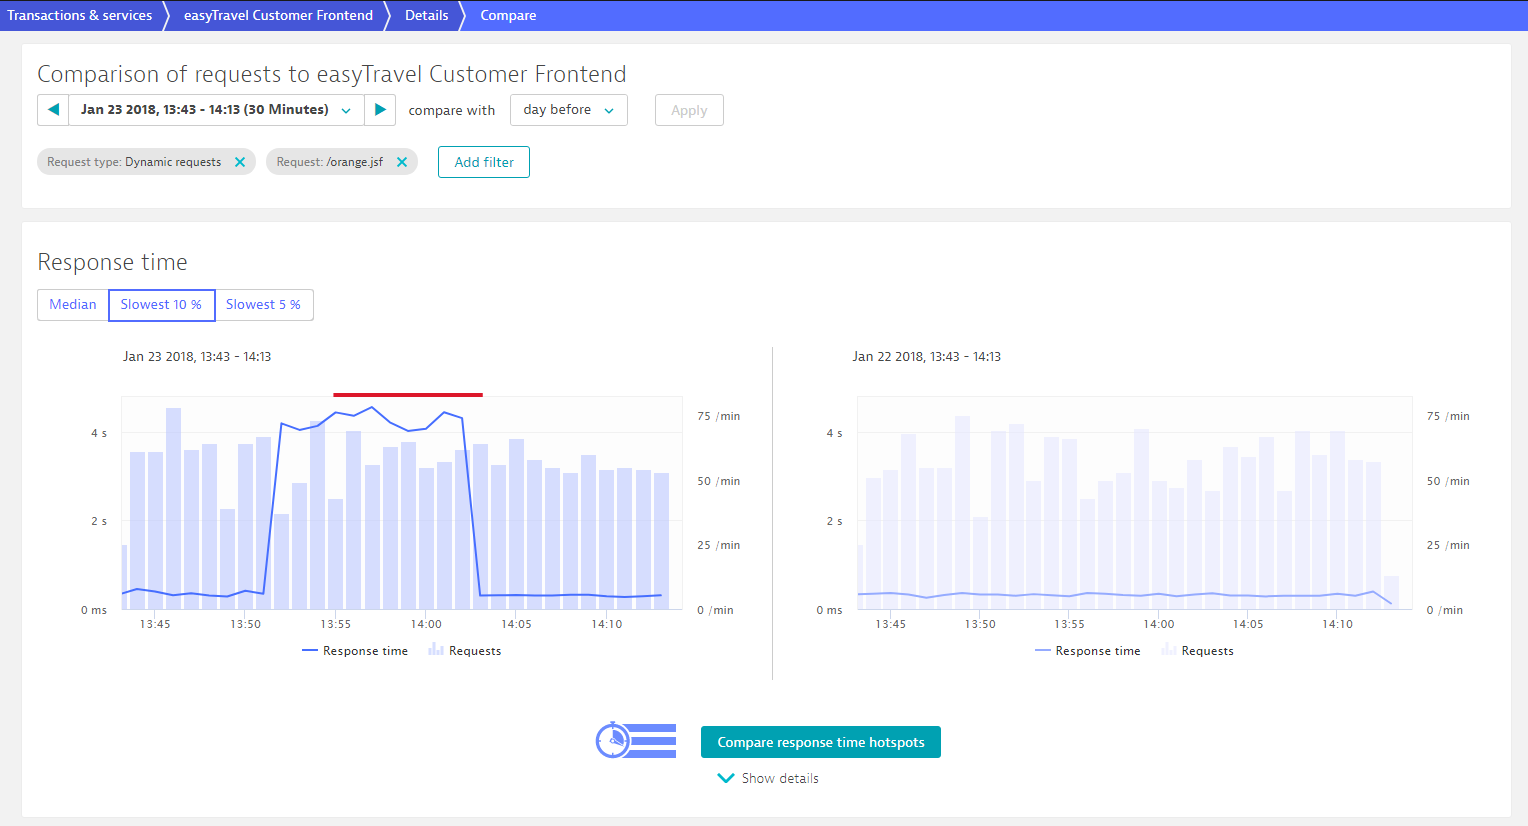 Transactions & services easyTravel Customer Frontend Details Compare
Comparison of requests to easyTravel Customer Frontend
Jan 23 2018, 13:43 - 14:13 (30 Minutes) compare with day before Apply
Request type: Dynamic requests Request: /orange.jsf Add filter
Response time
Median Slowest 10 % Slowest 5 %
Jan 23 2018, 13:43 - 14:13
4 s
2 s
0 ms
75 /min
50 /min
25 /min
0 /min
13:45 13:50 13:55 14:00 14:05 14:10
Response time Requests
Jan 22 2018, 13:43 - 14:13
4 s
2 s
0 ms
75 /min
50 /min
25 /min
0 /min
13:45 13:50 13:55 14:00 14:05 14:10
Response time Requests
Compare response time hotspots
Show details